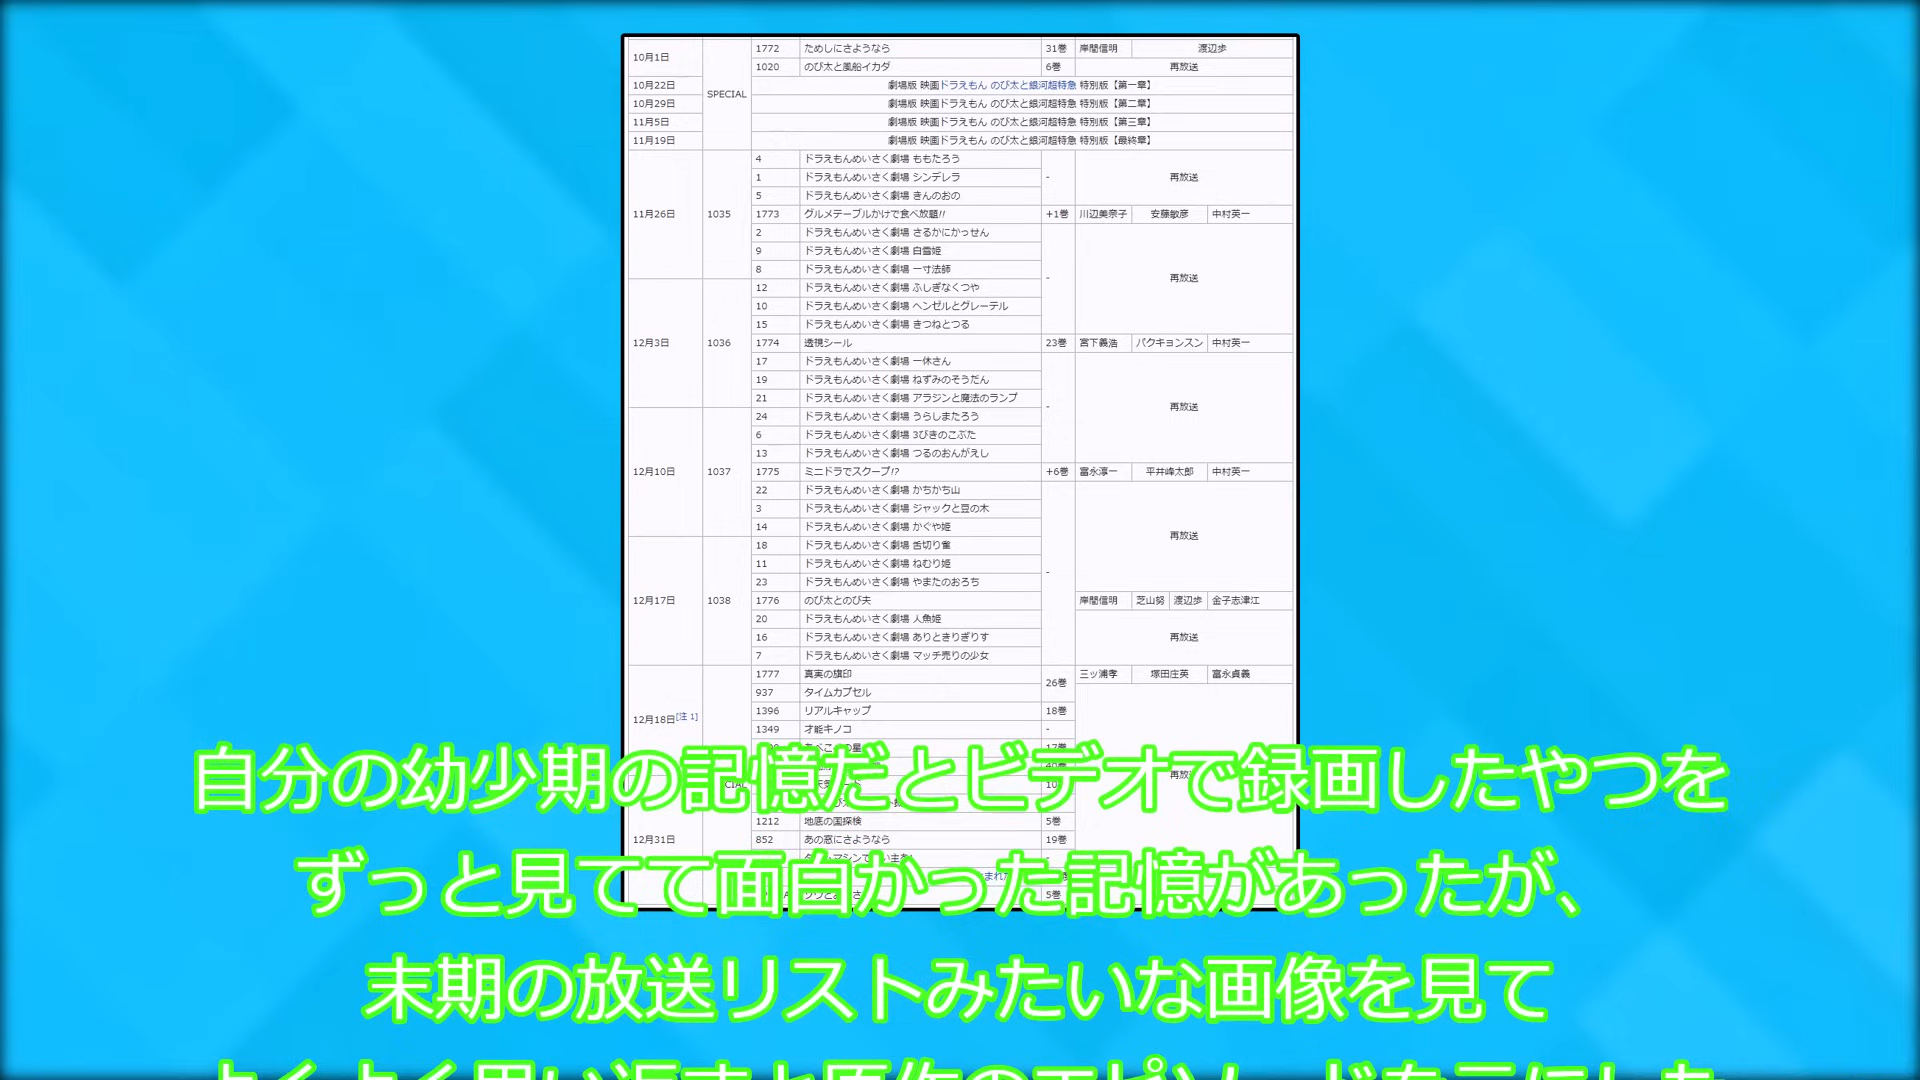 10月1日 SPECIAL 1772 ためしにさようなら 31巻 岸間信明 渡辺歩
1020 のび太と風船イカダ 6巻 再放送
10月22日 劇場版 映画ドラえもん のび太と銀河超特急 特別版【第一章】
10月29日 劇場版 映画ドラえもん のび太と銀河超特急 特別版【第二章】
11月5日 劇場版 映画ドラえもん のび太と銀河超特急 特別版【第三章】
11月19日 劇場版 映画ドラえもん のび太と銀河超特急 特別版【最終章】
11月26日 1035 4 ドラえもんめいさく劇場 ももたろう - 再放送
1 ドラえもんめいさく劇場 シンデレラ
5 ドラえもんめいさく劇場 きんのおの
1773 グルメテーブルかけで食べ放題!! +1巻 川辺美奈子 安藤敏彦 中村英一
2 ドラえもんめいさく劇場 さるかにかっせん - 再放送
9 ドラえもんめいさく劇場 白雪姫
8 ドラえもんめいさく劇場 一寸法師
12月3日 1036 12 ドラえもんめいさく劇場 ふしぎなくつや
10 ドラえもんめいさく劇場 ヘンゼルとグレーテル
15 ドラえもんめいさく劇場 きつねとつる
1774 透視シール 23巻 宮下義浩 パクキョンスン 中村英一
17 ドラえもんめいさく劇場 一休さん - 再放送
19 ドラえもんめいさく劇場 ねずみのそうだん
21 ドラえもんめいさく劇場 アラジンと魔法のランプ
12月10日 1037 24 ドラえもんめいさく劇場 うらしまたろう
6 ドラえもんめいさく劇場 3びきのこぶた
13 ドラえもんめいさく劇場 つるのおんがえし
1775 ミニドラでスクープ!? +6巻 富永淳一 平井峰太郎 中村英一
22 ドラえもんめいさく劇場 かちかち山 - 再放送
3 ドラえもんめいさく劇場 ジャックと豆の木
14 ドラえもんめいさく劇場 かぐや姫
12月17日 1038 18 ドラえもんめいさく劇場 舌切り雀
11 ドラえもんめいさく劇場 ねむり姫
23 ドラえもんめいさく劇場 やまたのおろち
1776 のび太とのび夫 岸間信明 芝山努 渡辺歩 金子志津江
20 ドラえもんめいさく劇場 人魚姫 再放送
16 ドラえもんめいさく劇場 ありときりぎりす
7 ドラえもんめいさく劇場 マッチ売りの少女
12月18日[注 1] 1777 真実の旗印 26巻 三ッ浦孝 塚田庄英 富永貞義
937 タイムカプセル
1396 リアルキャップ 18巻
1349 才能キノコ -
17巻
再放
10
1212 地底の国探検 5巻
12月31日 852 あの窓にさようなら 19巻
5巻
自分の幼少期の記憶だとビデオで録画したやつを
ずっと見てて面白かった記憶があったが、
末期の放送リストみたいな画像を見て
よくよく思い返すと原作のエピソードを元にした